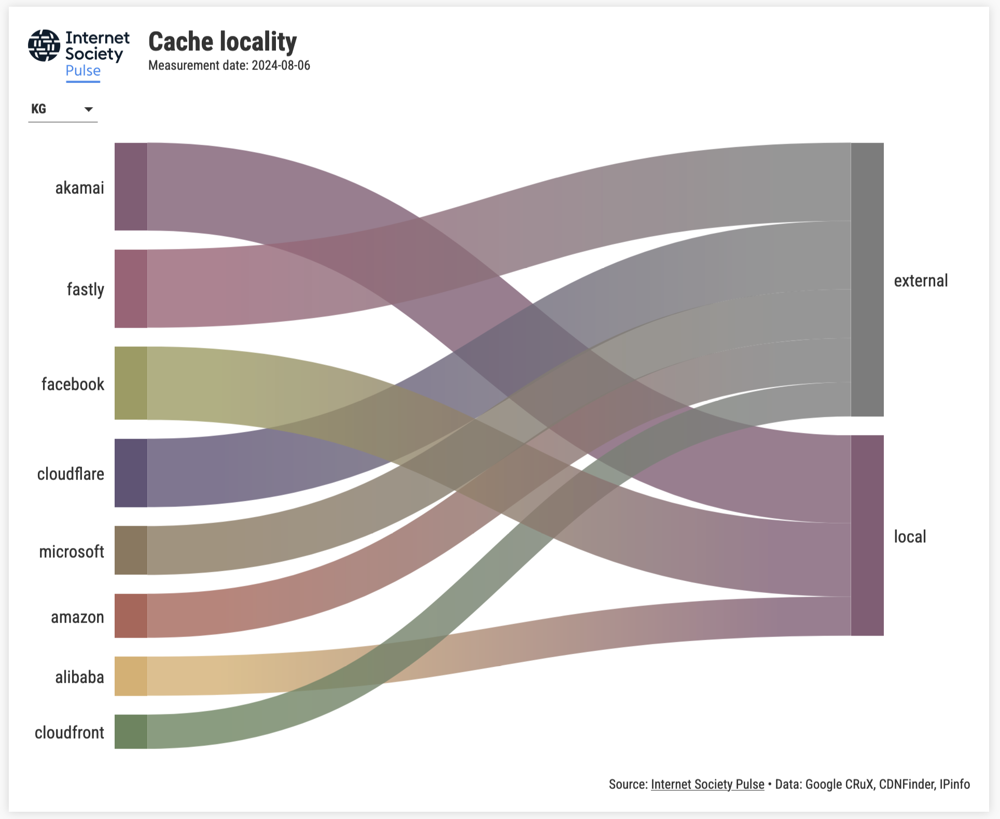 Internet
Society
Pulse
Cache locality
Measurement date: 2024-08-06
KG
akamai
fastly
facebook
cloudflare
microsoft
amazon
alibaba
cloudfront
external
local
Source: Internet Society Pulse • Data: Google CRuX, CDNFinder, IPinfo